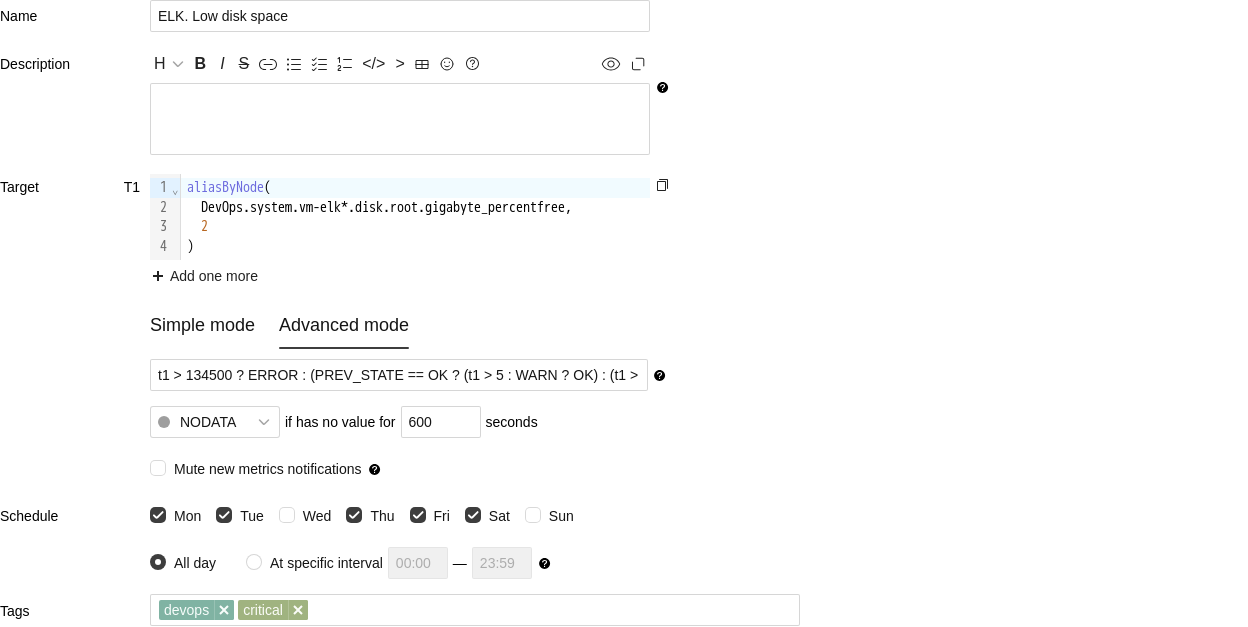 Name ELK. Low disk space
Description H B I S </> >
Target T1 1 aliasByNode(
2 DevOps.system.vm-elk*.disk.root.gigabyte_percentfree,
3 2
4 )
+ Add one more
Simple mode Advanced mode
t1 > 134500 ? ERROR : (PREV_STATE == OK ? (t1 > 5 : WARN ? OK) : (t1 >
NODATA if has no value for 600 seconds
Mute new metrics notifications
Schedule Mon Tue Wed Thu Fri Sat Sun
All day At specific interval 00:00 — 23:59
Tags devops critical